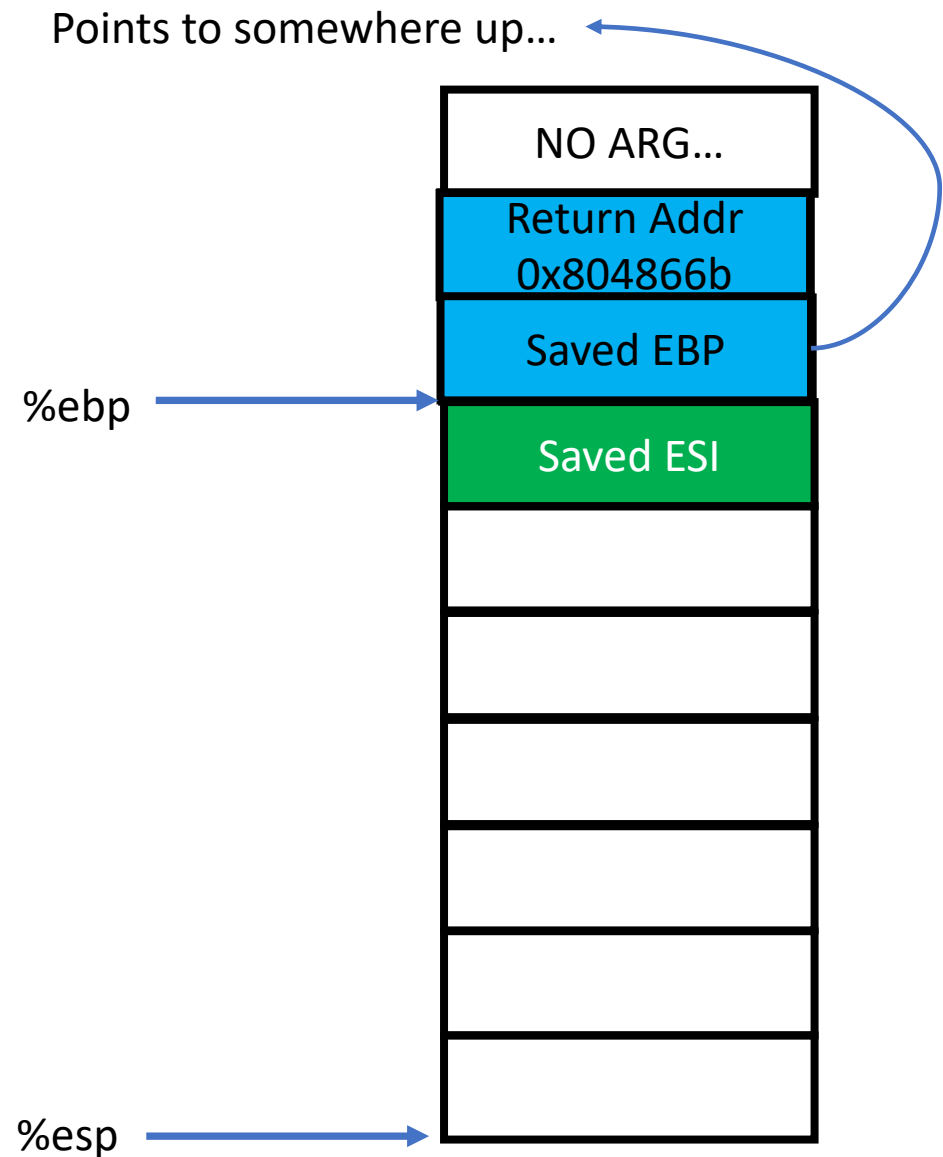 Points to somewhere up…
NO ARG…
Return Addr
0x804866b
Saved EBP
%ebp
Saved ESI
%esp